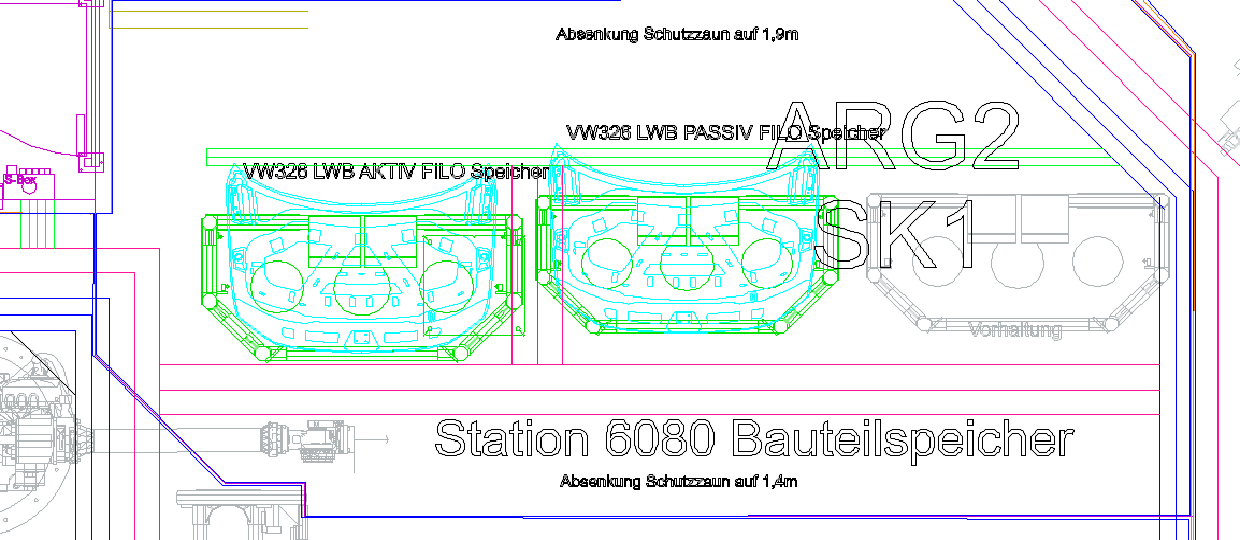 Absenkung Schutzzaun auf 1,9m
ARG2
VW326 LWB PASSIV FILO Speicher
VW326 LWB AKTIV FILO Speicher
S-Box
SK1
Vorhaltung
Station 6080 Bauteilspeicher
Absenkung Schutzzaun auf 1,4m